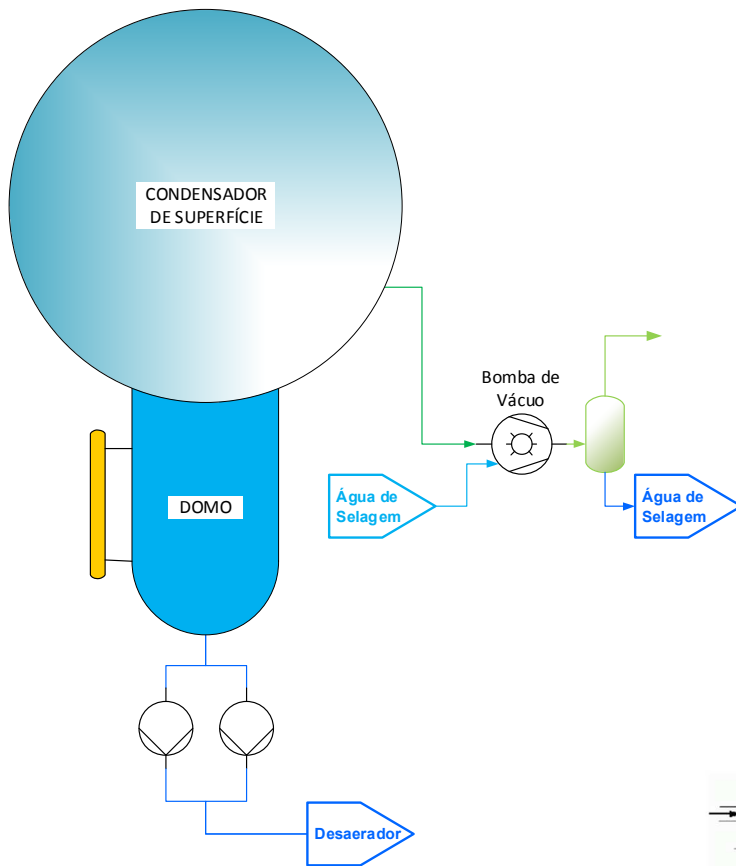 CONDENSADOR
DE SUPERFÍCIE
Bomba de
Vácuo
Água de
Selagem
Água de
Selagem
DOMO
Desaerador